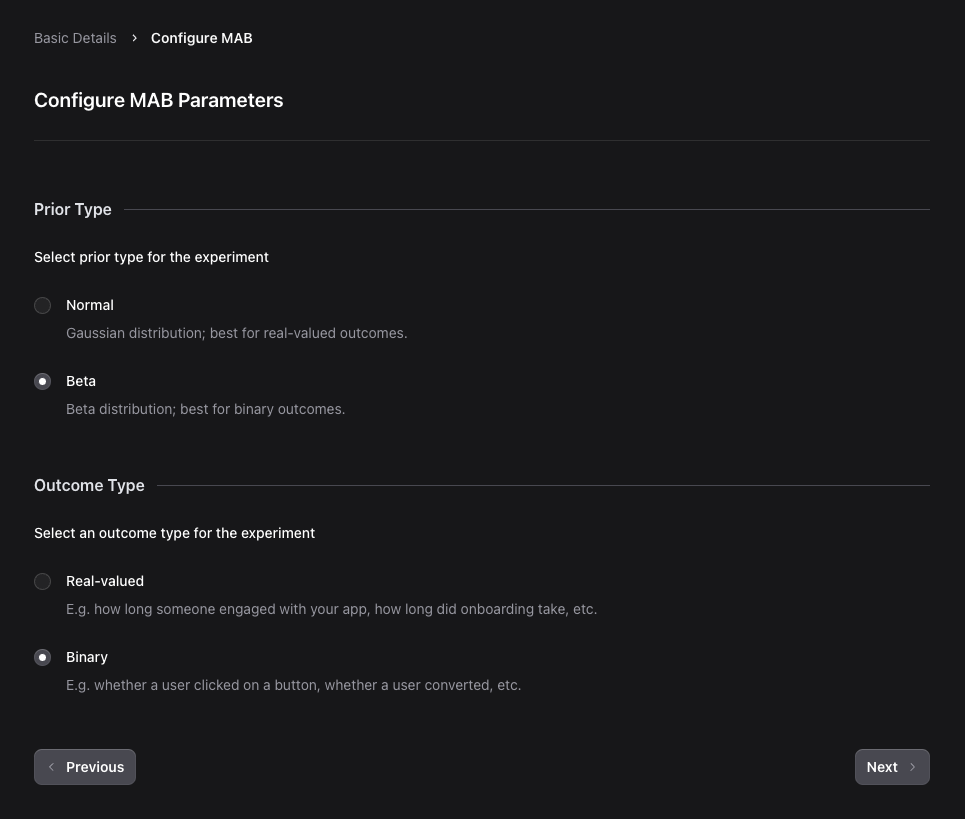 Basic Details > Configure MAB
Configure MAB Parameters
Prior Type
Select prior type for the experiment
Normal
Gaussian distribution; best for real-valued outcomes.
Beta
Beta distribution; best for binary outcomes.
Outcome Type
Select an outcome type for the experiment
Real-valued
E.g. how long someone engaged with your app, how long did onboarding take, etc.
Binary
E.g. whether a user clicked on a button, whether a user converted, etc.
< Previous
Next >